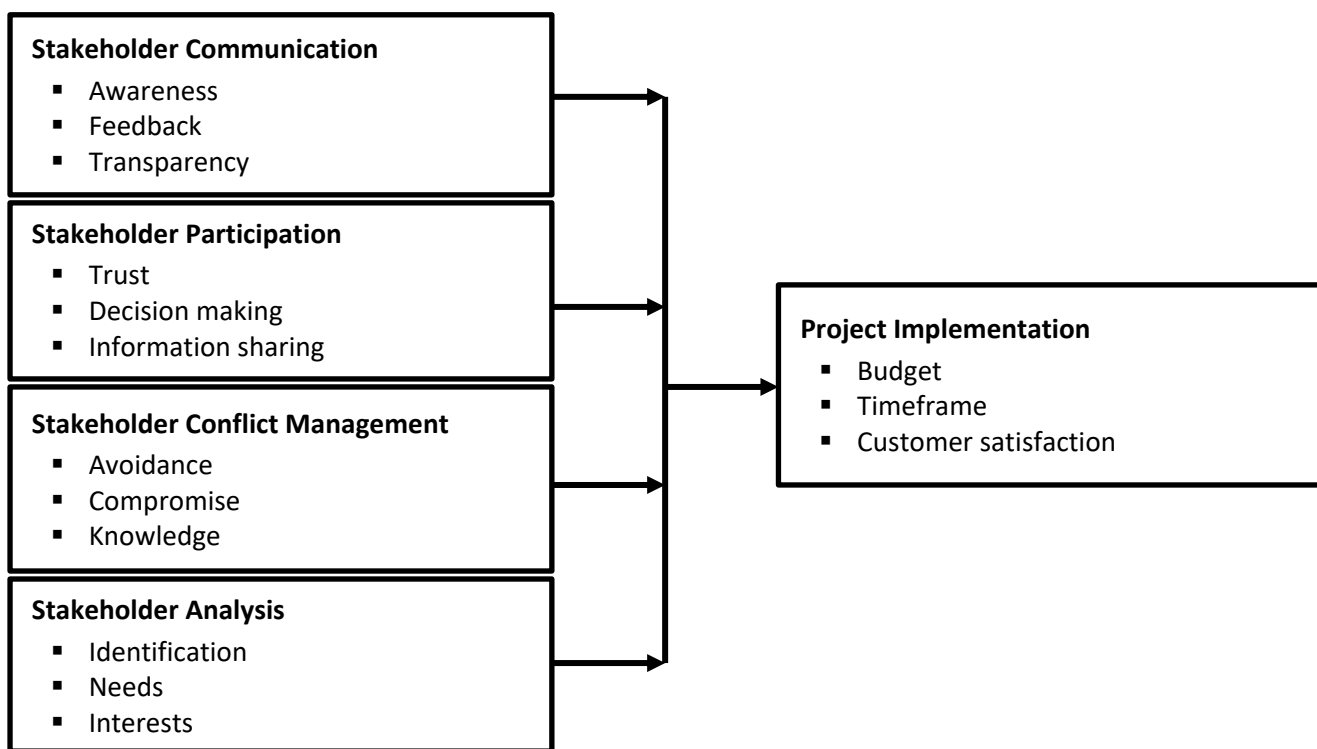 Stakeholder Communication
▪ Awareness
▪ Feedback
▪ Transparency
Stakeholder Participation
▪ Trust
▪ Decision making
▪ Information sharing
Stakeholder Conflict Management
▪ Avoidance
▪ Compromise
▪ Knowledge
Stakeholder Analysis
▪ Identification
▪ Needs
▪ Interests
Project Implementation
▪ Budget
▪ Timeframe
▪ Customer satisfaction